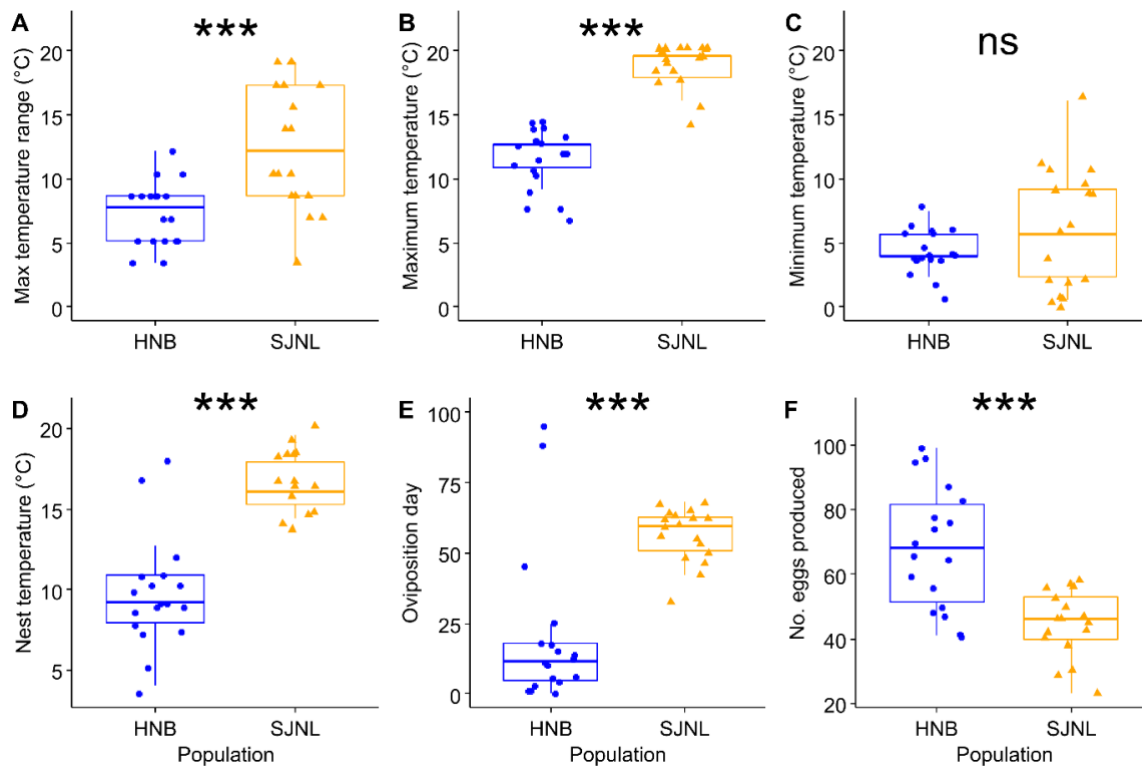 A
***
Max temperature range (°C)
20
15
10
5
0
HNB
SJNL
B
***
Maximum temperature (°C)
20
15
10
5
0
HNB
SJNL
C
ns
Minimum temperature (°C)
20
15
10
5
0
HNB
SJNL
D
***
Nest temperature (°C)
20
15
10
5
HNB
SJNL
Population
E
***
Oviposition day
100
75
50
25
0
HNB
SJNL
Population
F
***
No. eggs produced
100
80
60
40
20
HNB
SJNL
Population